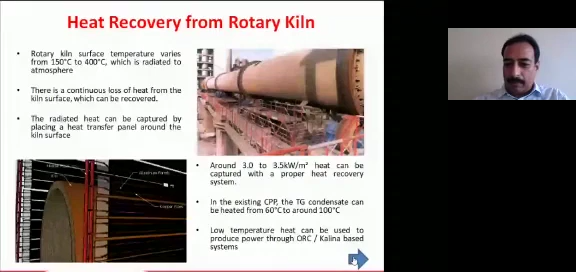 Heat Recovery from Rotary Kiln
• Rotary kiln surface temperature varies
from 150°C to 400°C, which is radiated to
atmosphere
• There is a continuous loss of heat from the
kiln surface, which can be recovered.
• The radiated heat can be captured by
placing a heat transfer panel around the
kiln surface
• Around 3.0 to 3.5kW/m² heat can be
captured with a proper heat recovery
system.
• In the existing CPP, the TG condensate can
be heated from 60°C to around 100°C
• Low temperature heat can be used to
produce power through ORC / Kalina based
systems